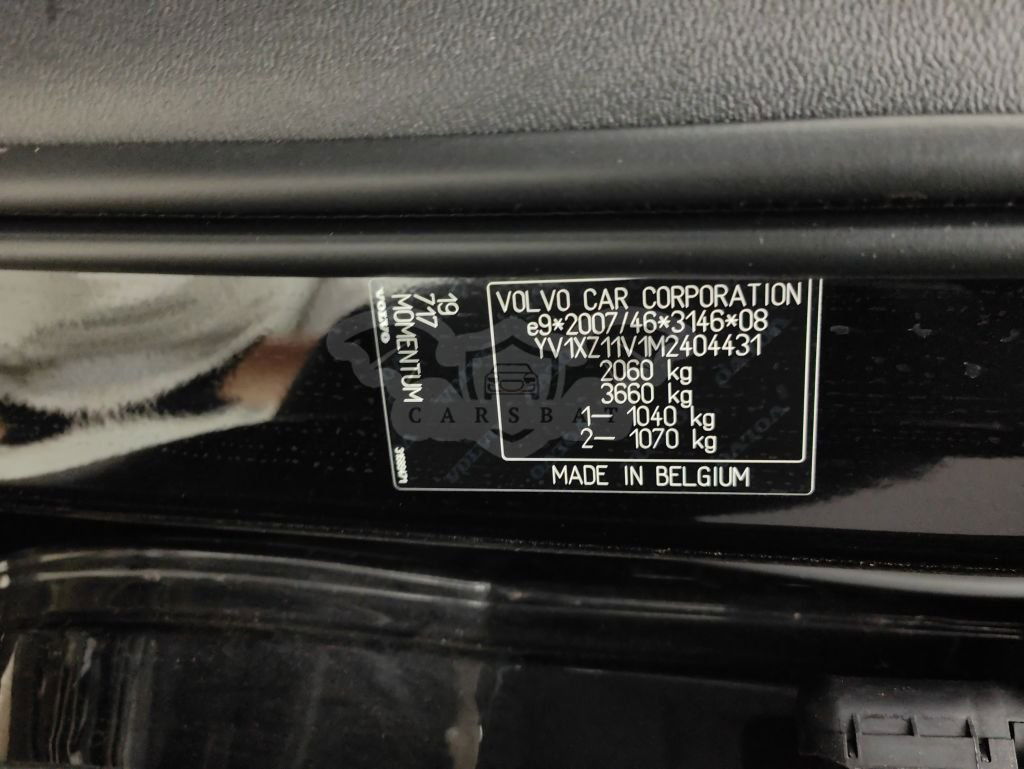 VOLVO CAR CORPORATION
e9*2007/46*3146*08
YV1XZ11V1M2404431
2060 kg
3660 kg
1– 1040 kg
2– 1070 kg
MADE IN BELGIUM
19
717
MOMENTUM
VOLVO
CARSBAT